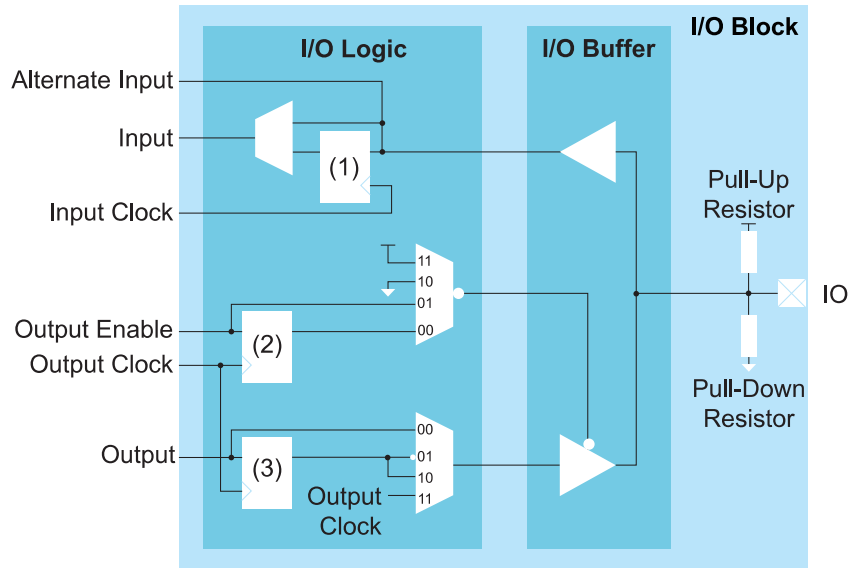 I/O Block
I/O Logic
I/O Buffer
Alternate Input
Input
(1)
Input Clock
Pull-Up
Resistor
11
10
01
00
IO
Output Enable
(2)
Output Clock
Pull-Down
Resistor
Output
(3)
00
01
10
11
Output
Clock